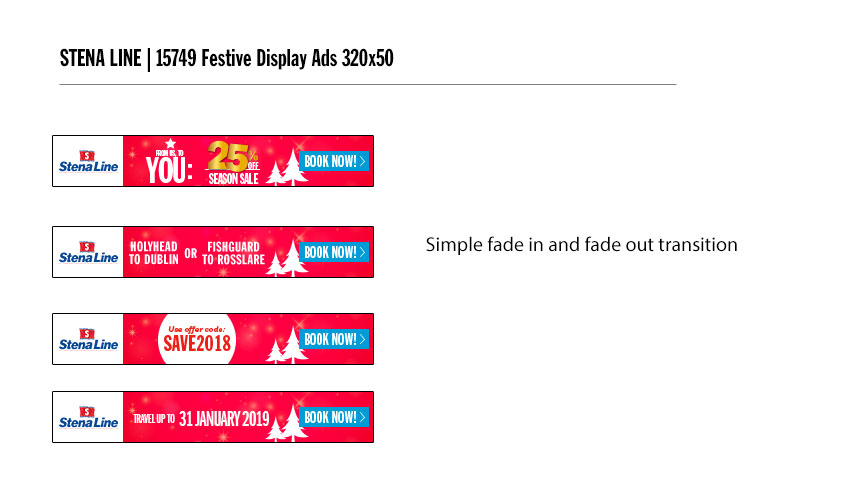 STENA LINE | 15749 Festive Display Ads 320x50
S
Stena Line
FROM US, TO
YOU:
25%
OFF
SEASON SALE
BOOK NOW!
S
Stena Line
HOLYHEAD
TO DUBLIN
OR
FISHGUARD
TO ROSSLARE
BOOK NOW!
Simple fade in and fade out transition
S
Stena Line
Use offer code:
SAVE2018
BOOK NOW!
S
Stena Line
TRAVEL UP TO 31 JANUARY 2019
BOOK NOW!